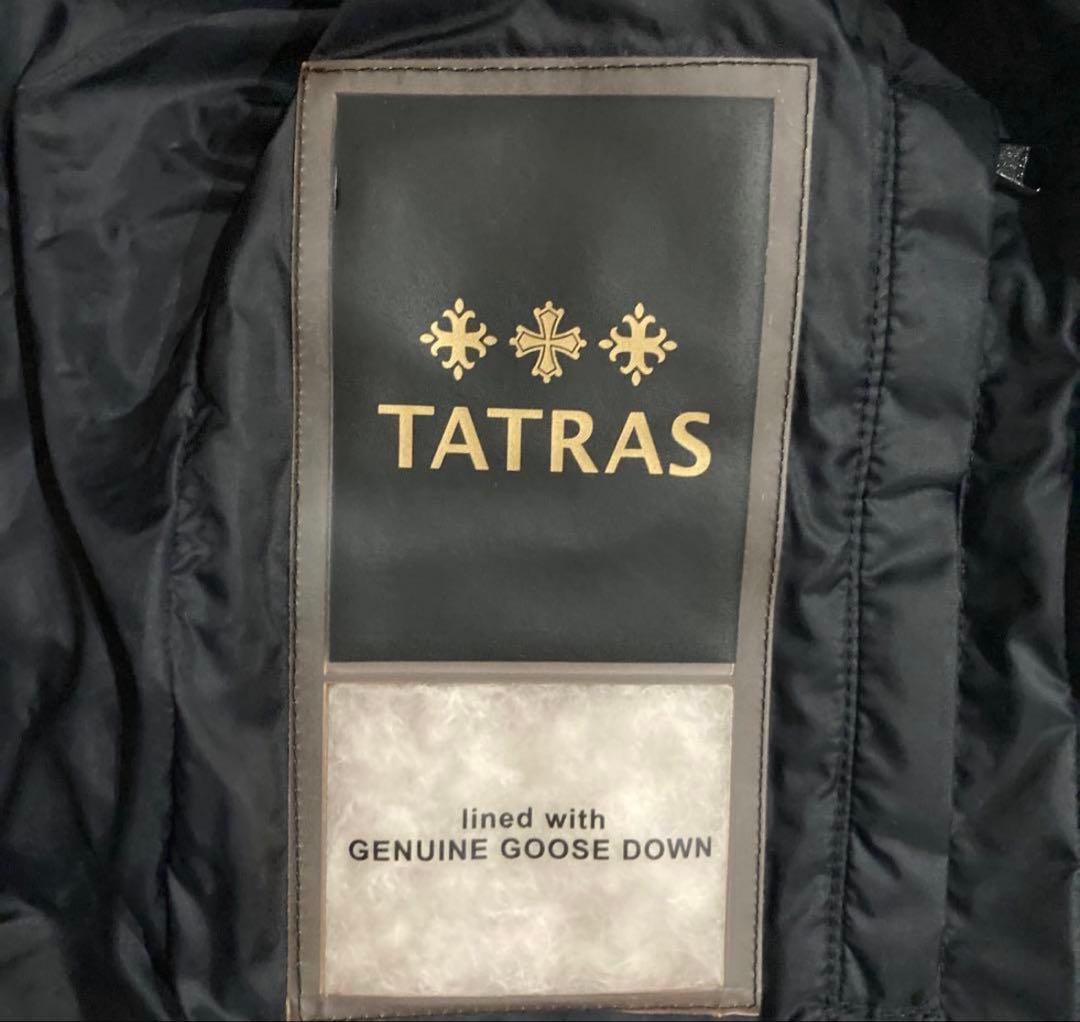 TATRAS
lined with
GENUINE GOOSE DOWN